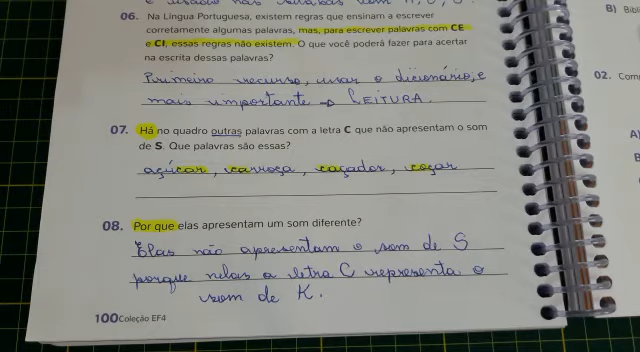 06. Na Língua Portuguesa, existem regras que ensinam a escrever
corretamente algumas palavras, mas, para escrever palavras com CE
e CI, essas regras não existem. O que você poderá fazer para acertar
na escrita dessas palavras?
Primeiro recurso, usar o dicionário, e
mais importante → LEITURA.
07. Há no quadro outras palavras com a letra C que não apresentam o som
de S. Que palavras são essas?
açúcar, carroça, caçador, coçar
08. Por que elas apresentam um som diferente?
Elas não apresentam o som de S
porque nelas a letra C representa o
som de K.
100 Coleção EF4
B)
02. Com
A)